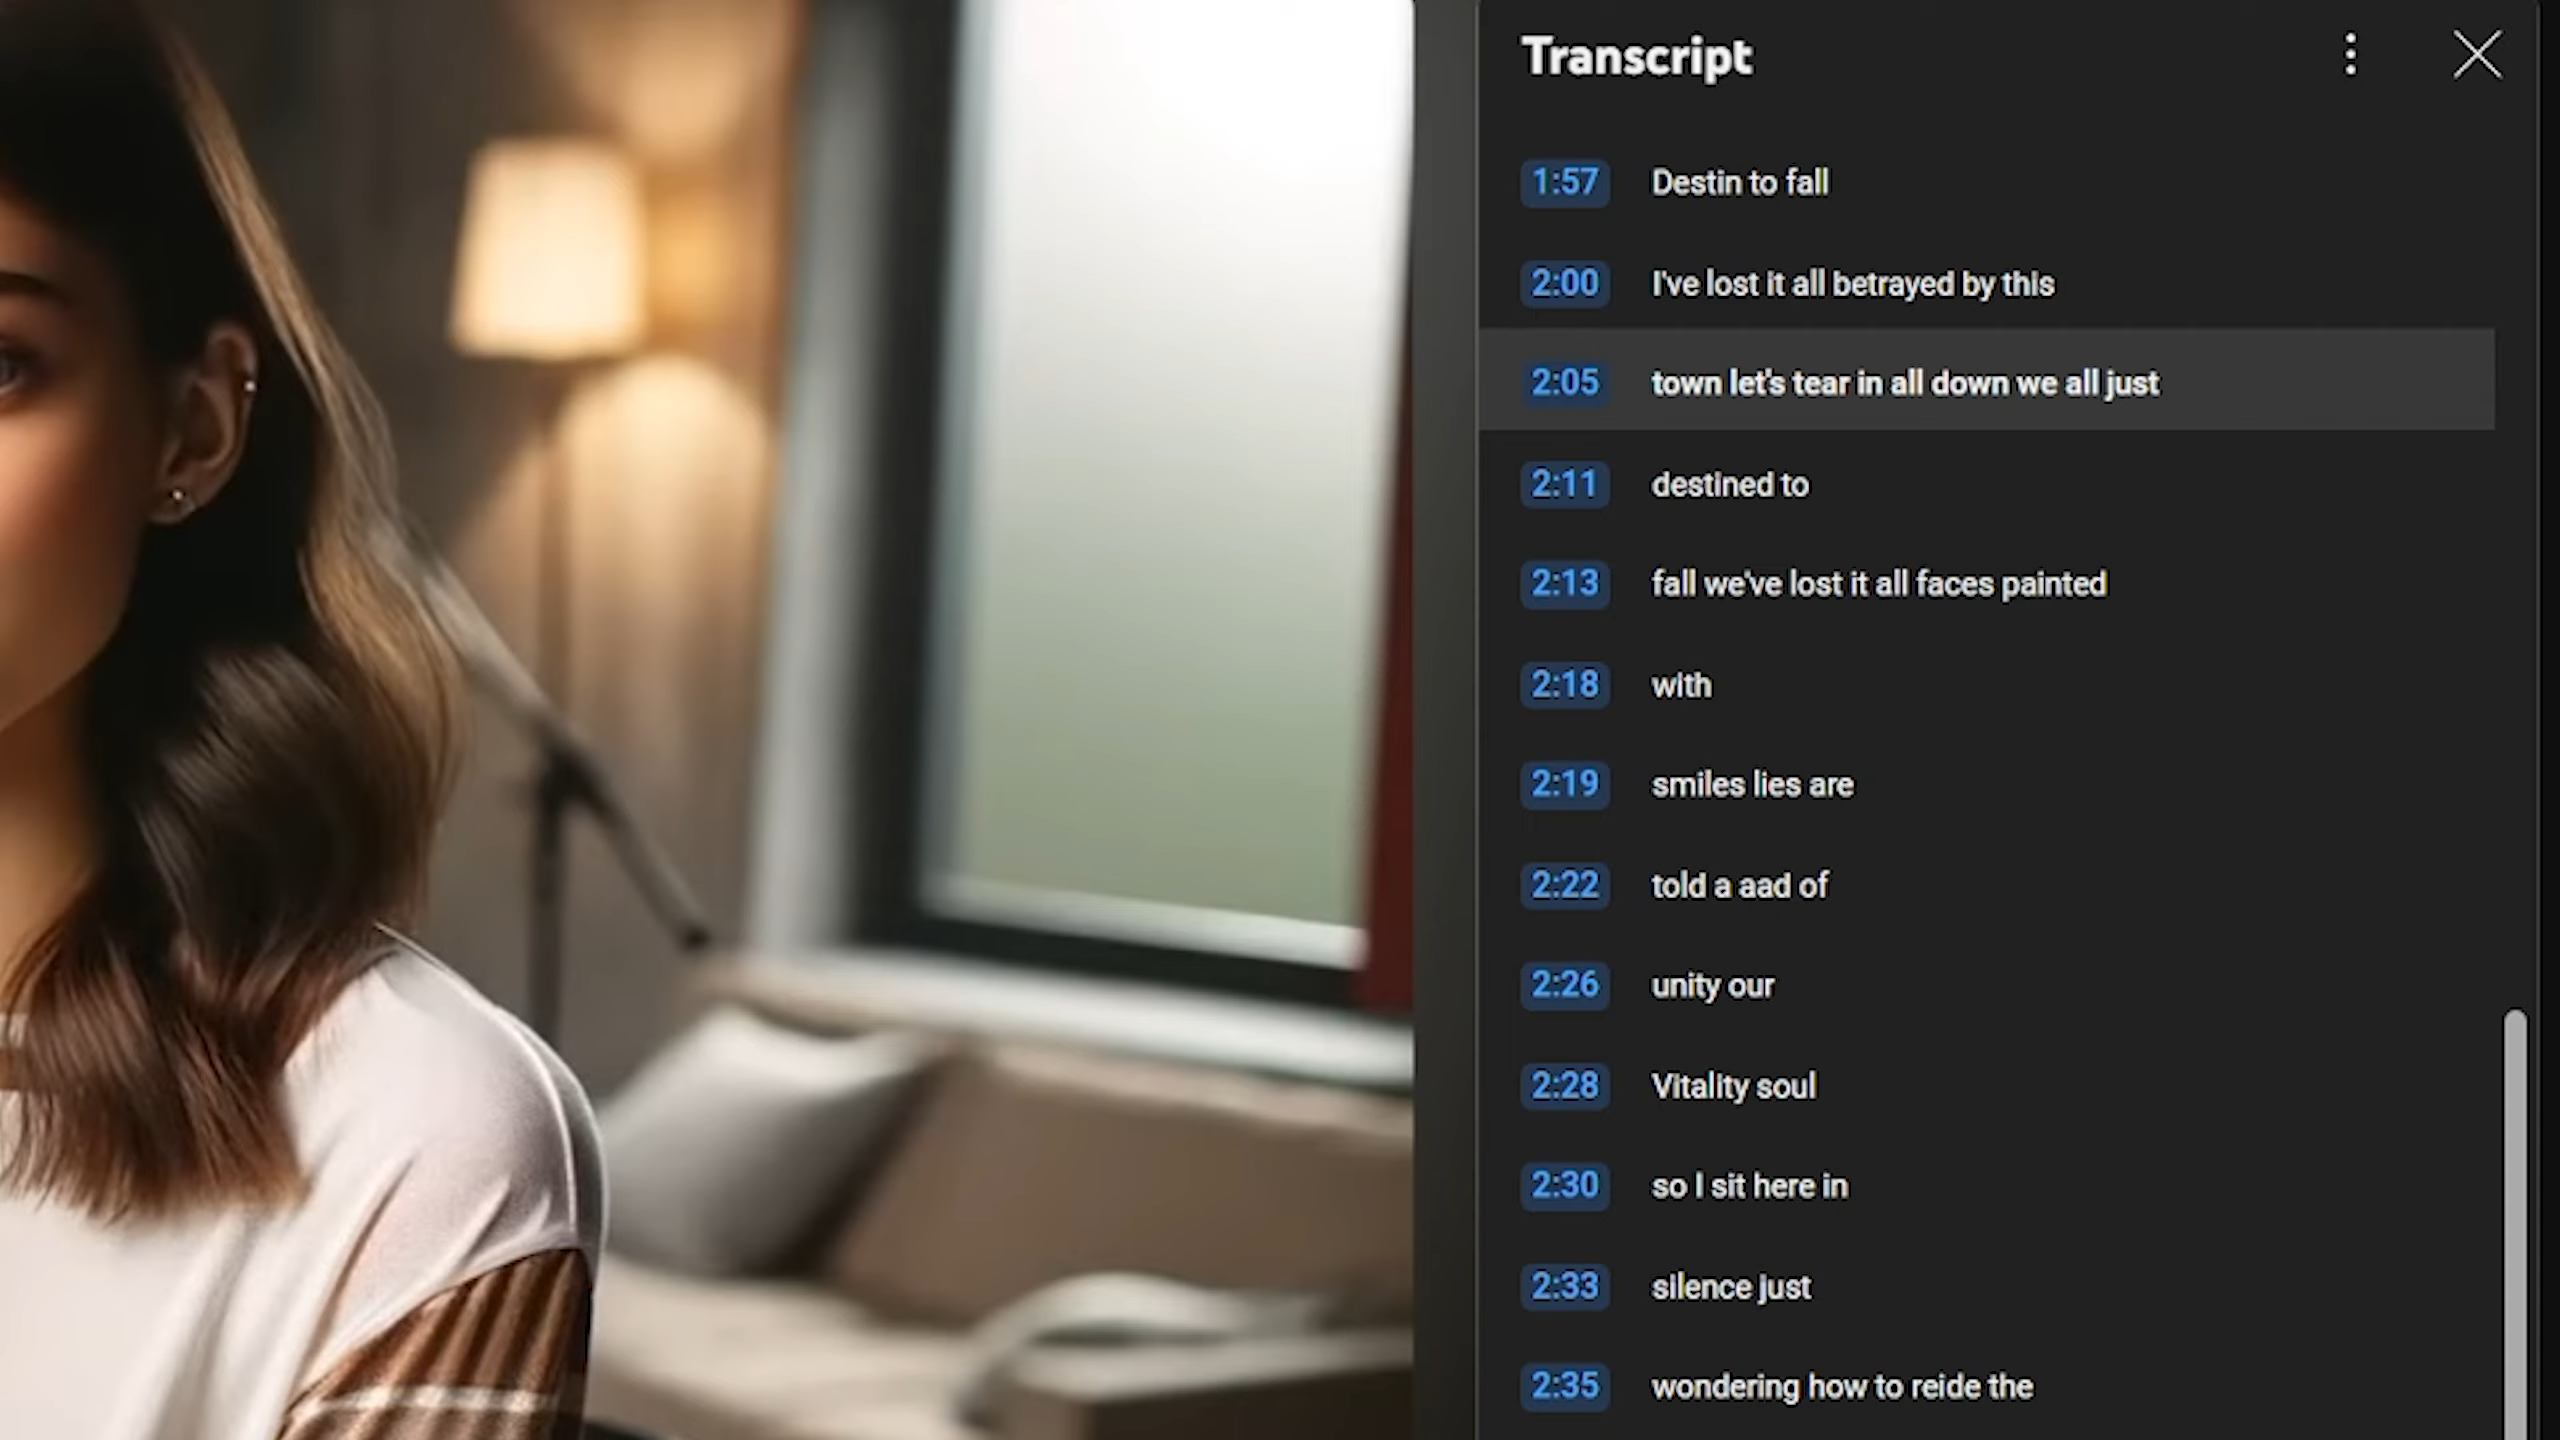 Transcript
1:57 Destin to fall
2:00 I've lost it all betrayed by this
2:05 town let's tear in all down we all just
2:11 destined to
2:13 fall we've lost it all faces painted
2:18 with
2:19 smiles lies are
2:22 told a aad of
2:26 unity our
2:28 Vitality soul
2:30 so I sit here in
2:33 silence just
2:35 wondering how to reide the